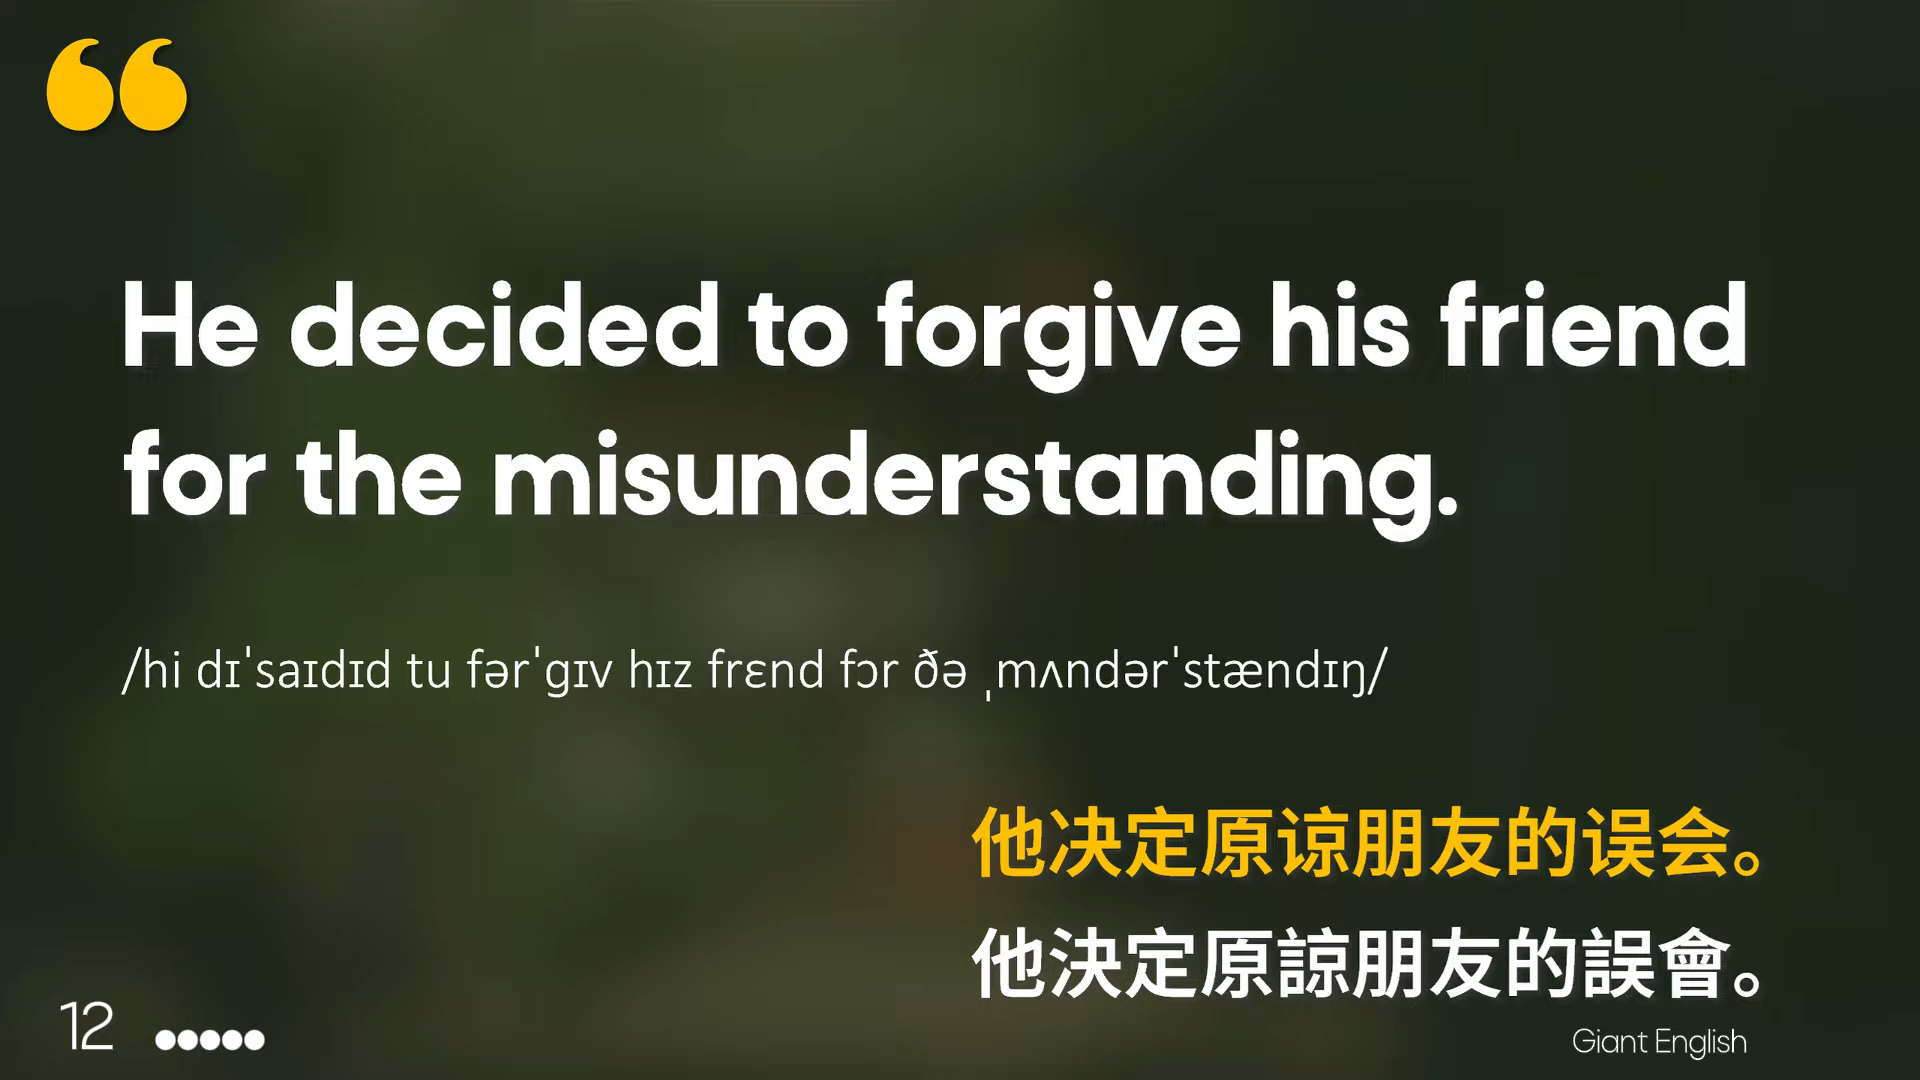 “
He decided to forgive his friend
for the misunderstanding.
/hi dɪˈsaɪdɪd tu fərˈgɪv hɪz frɛnd fɔr ðə ˌmʌndərˈstændɪŋ/
他决定原谅朋友的误会。
他決定原諒朋友的誤會。
12
Giant English